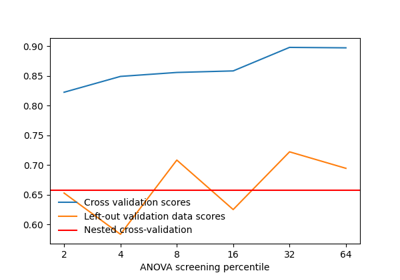 0.90
0.85
0.80
0.75
0.70
0.65
0.60
Cross validation scores
Left-out validation data scores
Nested cross-validation
2 4 8 16 32 64
ANOVA screening percentile